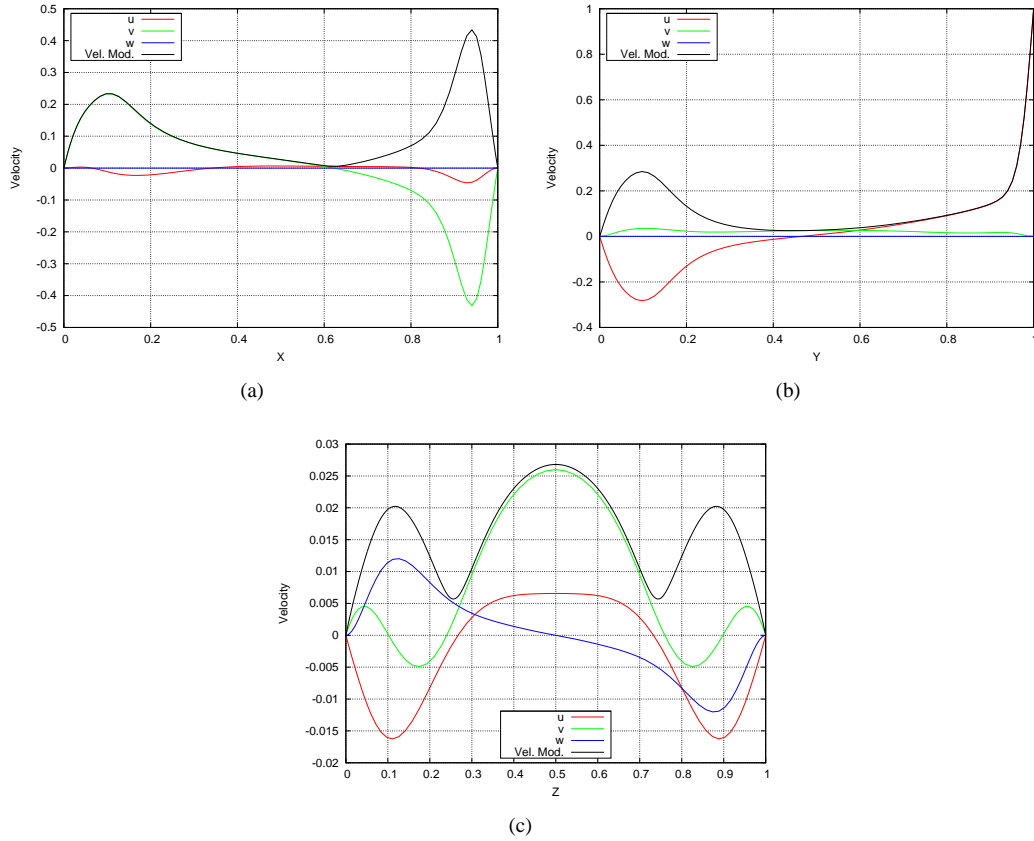 u
v
w
Vel. Mod.
0.5
0.4
0.3
0.2
0.1
0
-0.1
-0.2
-0.3
-0.4
-0.5
Velocity
0 0.2 0.4 0.6 0.8 1
X
(a)
u
v
w
Vel. Mod.
1
0.8
0.6
0.4
0.2
0
-0.2
-0.4
Velocity
0 0.2 0.4 0.6 0.8 1
Y
(b)
0.03
0.025
0.02
0.015
0.01
0.005
0
-0.005
-0.01
-0.015
-0.02
Velocity
u
v
w
Vel. Mod.
0 0.1 0.2 0.3 0.4 0.5 0.6 0.7 0.8 0.9 1
Z
(c)